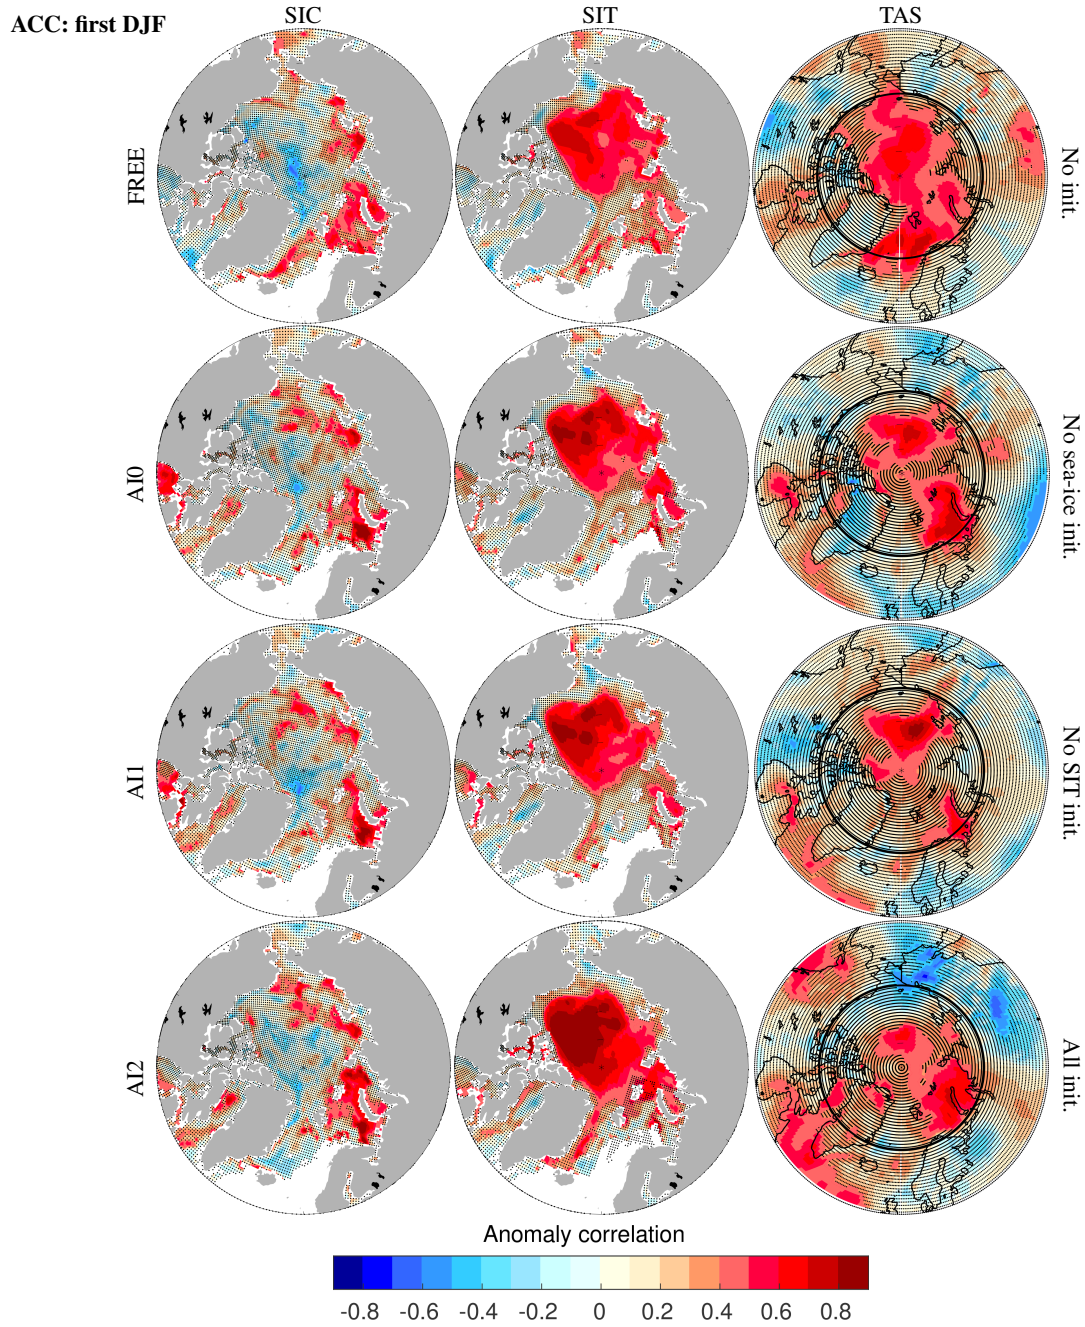 ACC: first DJF
SIC SIT TAS
FREE No init.
AI0 No sea-ice init.
AI1 No SIT init.
AI2 All init.
Anomaly correlation
-0.8 -0.6 -0.4 -0.2 0 0.2 0.4 0.6 0.8